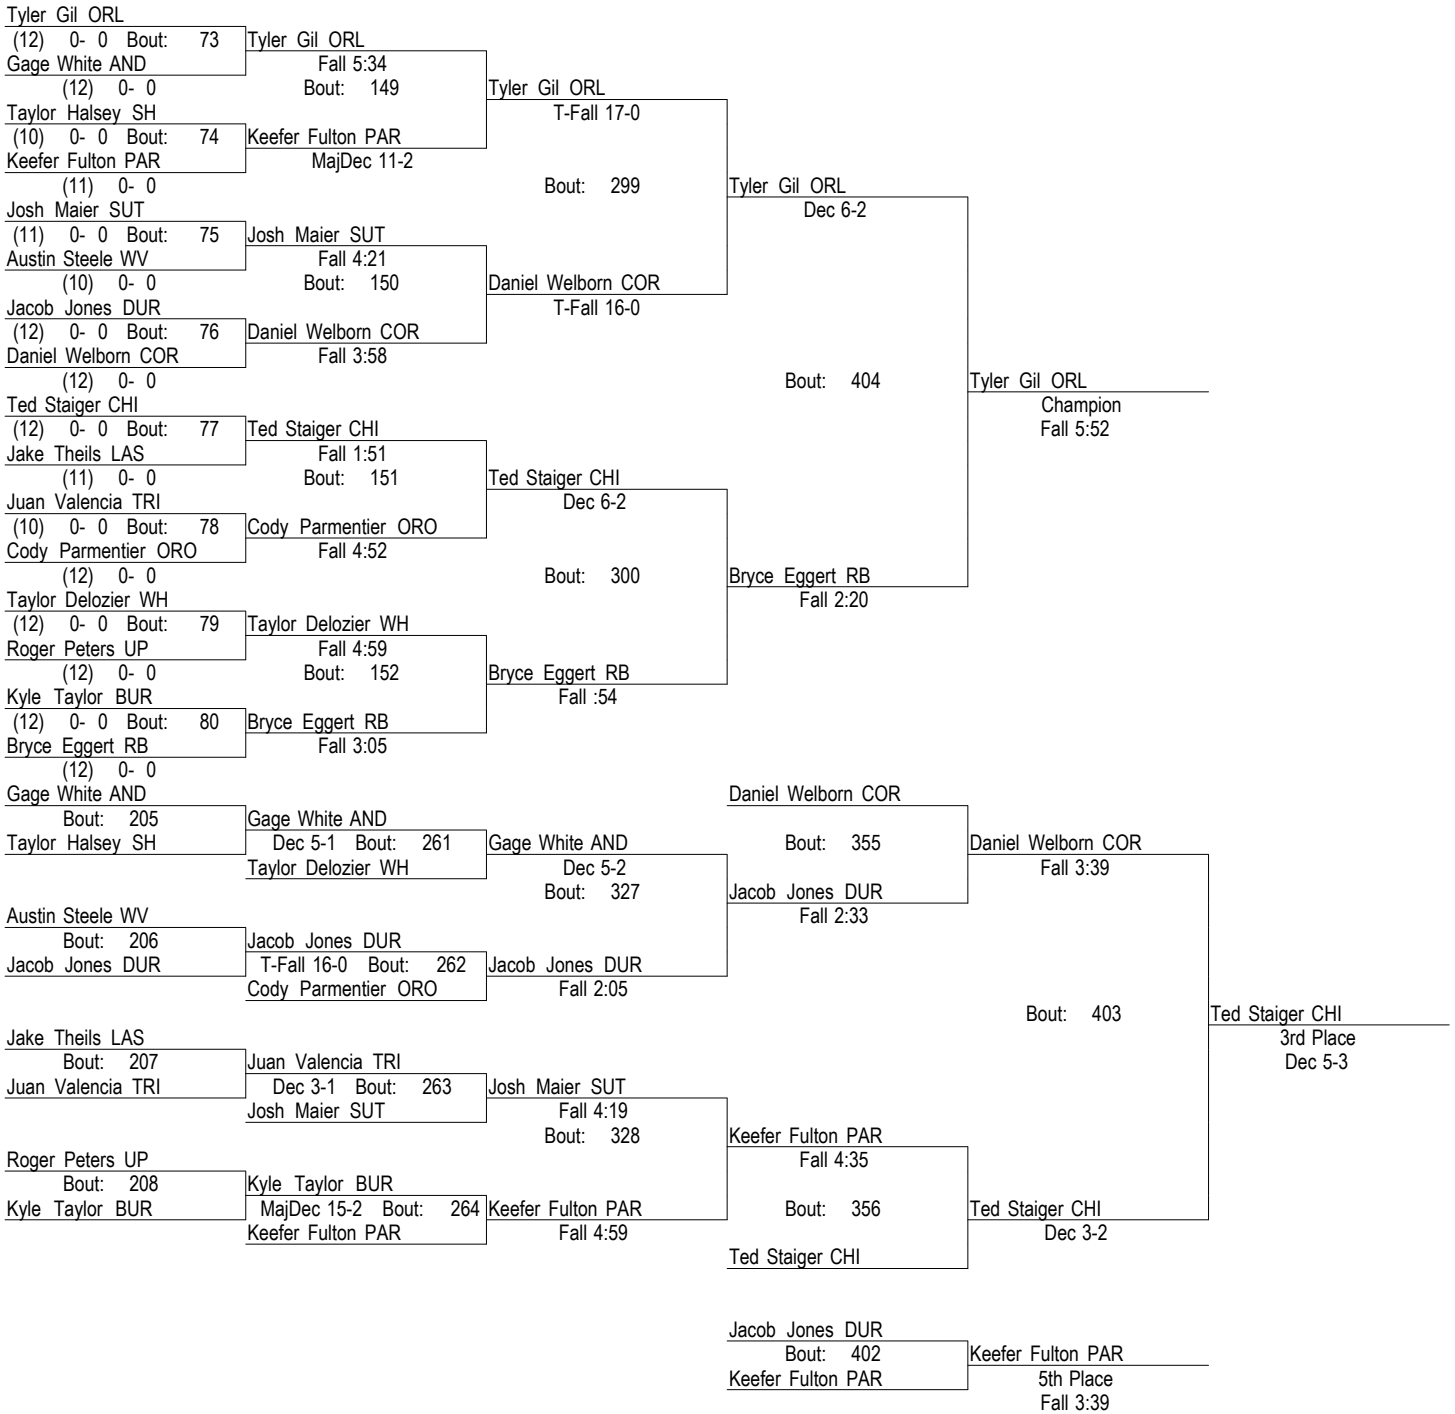 Tyler Gil ORL
(12) 0- 0 Bout: 73 Tyler Gil ORL
Gage White AND Fall 5:34
(12) 0- 0 Bout: 149 Tyler Gil ORL
Taylor Halsey SH T-Fall 17-0
(10) 0- 0 Bout: 74 Keefer Fulton PAR
Keefer Fulton PAR MajDec 11-2
(11) 0- 0 Bout: 299 Tyler Gil ORL
Josh Maier SUT Dec 6-2
(11) 0- 0 Bout: 75 Josh Maier SUT
Austin Steele WV Fall 4:21
(10) 0- 0 Bout: 150 Daniel Welborn COR
Jacob Jones DUR T-Fall 16-0
(12) 0- 0 Bout: 76 Daniel Welborn COR
Daniel Welborn COR Fall 3:58
(12) 0- 0 Bout: 404 Tyler Gil ORL
Ted Staiger CHI Champion
(12) 0- 0 Bout: 77 Ted Staiger CHI Fall 5:52
Jake Theils LAS Fall 1:51
(11) 0- 0 Bout: 151 Ted Staiger CHI
Juan Valencia TRI Dec 6-2
(10) 0- 0 Bout: 78 Cody Parmentier ORO
Cody Parmentier ORO Fall 4:52
(12) 0- 0 Bout: 300 Bryce Eggert RB
Taylor Delozier WH Fall 2:20
(12) 0- 0 Bout: 79 Taylor Delozier WH
Roger Peters UP Fall 4:59
(12) 0- 0 Bout: 152 Bryce Eggert RB
Kyle Taylor BUR Fall :54
(12) 0- 0 Bout: 80 Bryce Eggert RB
Bryce Eggert RB Fall 3:05
(12) 0- 0
Gage White AND Daniel Welborn COR
Bout: 205 Gage White AND
Taylor Halsey SH Dec 5-1 Bout: 261 Gage White AND Bout: 355 Daniel Welborn COR
Taylor Delozier WH Dec 5-2 Fall 3:39
Bout: 327 Jacob Jones DUR
Austin Steele WV Fall 2:33
Bout: 206 Jacob Jones DUR
Jacob Jones DUR T-Fall 16-0 Bout: 262 Jacob Jones DUR
Cody Parmentier ORO Fall 2:05
Bout: 403 Ted Staiger CHI
Jake Theils LAS 3rd Place
Bout: 207 Juan Valencia TRI Dec 5-3
Juan Valencia TRI Dec 3-1 Bout: 263 Josh Maier SUT
Josh Maier SUT Fall 4:19
Bout: 328 Keefer Fulton PAR
Roger Peters UP Fall 4:35
Bout: 208 Kyle Taylor BUR
Kyle Taylor BUR MajDec 15-2 Bout: 264 Keefer Fulton PAR Bout: 356 Ted Staiger CHI
Keefer Fulton PAR Fall 4:59 Dec 3-2
Ted Staiger CHI
Jacob Jones DUR
Bout: 402 Keefer Fulton PAR
Keefer Fulton PAR 5th Place
Fall 3:39